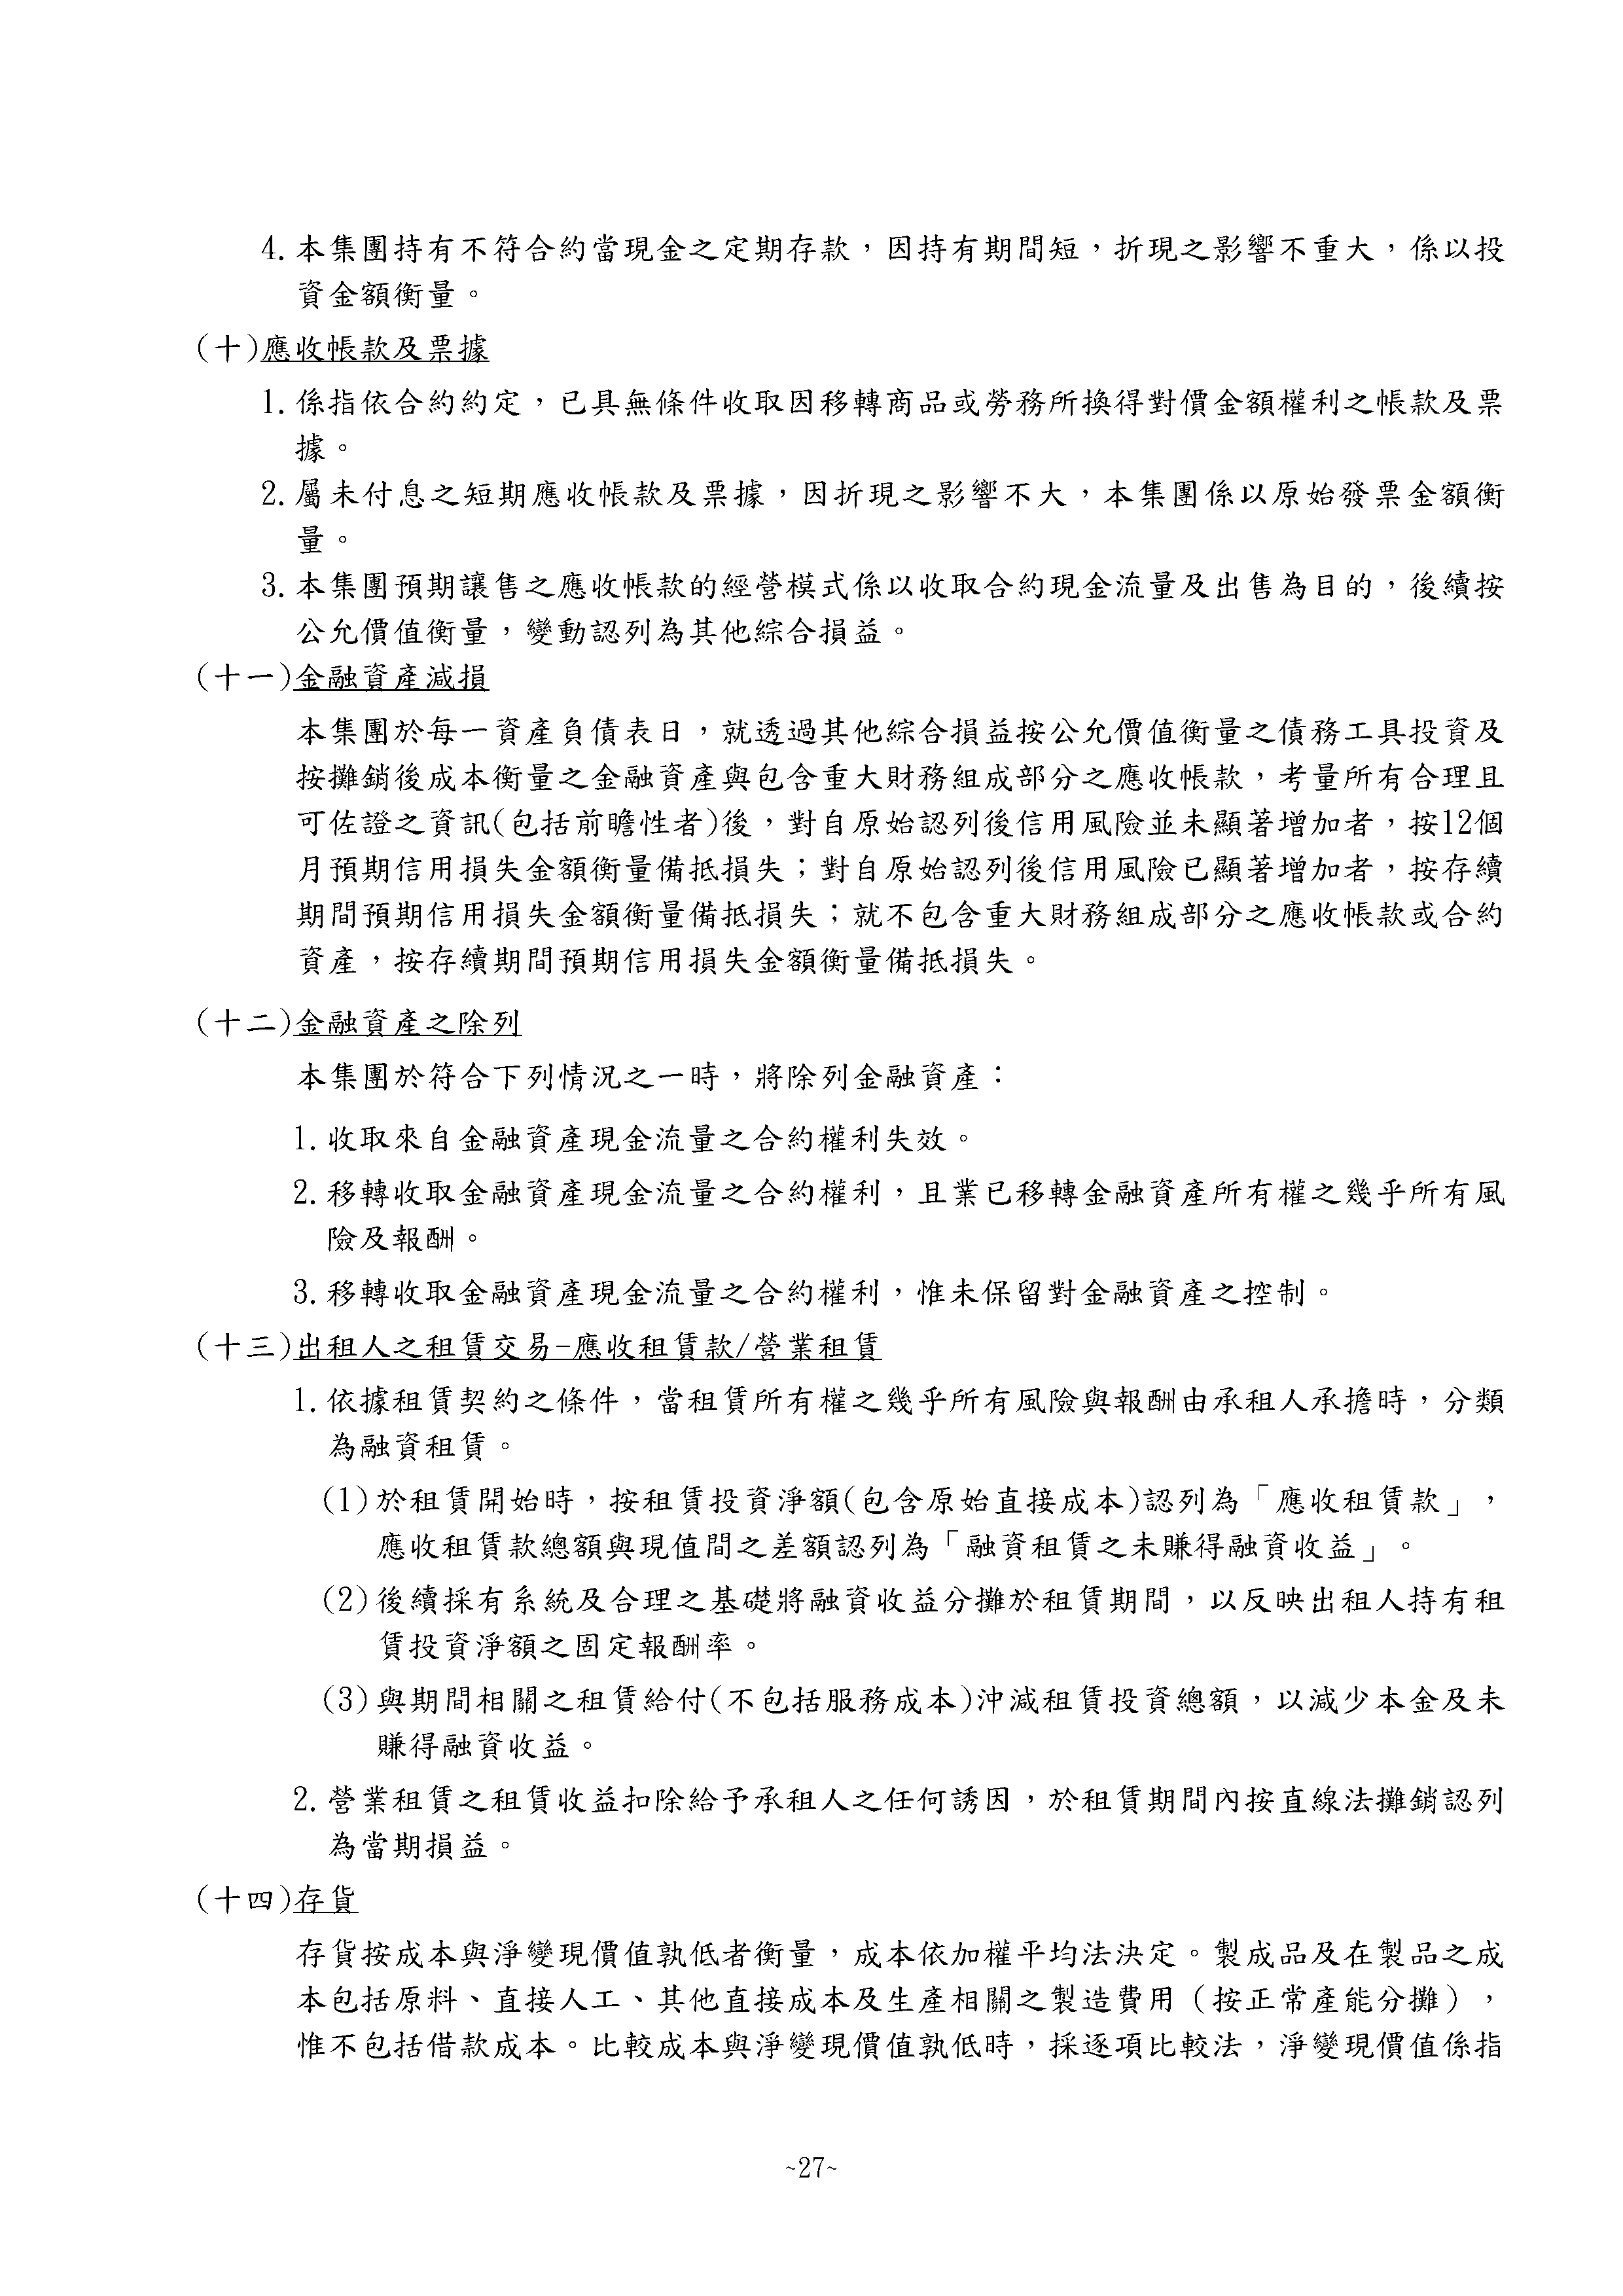 4.本集團持有不符合約當現金之定期存款，因持有期間短，折現之影響不重大，係以投
資金額衡量。
(十)應收帳款及票據
1.係指依合約約定，已具無條件收取因移轉商品或勞務所換得對價金額權利之帳款及票
據。
2.屬未付息之短期應收帳款及票據，因折現之影響不大，本集團係以原始發票金額衡
量。
3.本集團預期讓售之應收帳款的經營模式係以收取合約現金流量及出售為目的，後續按
公允價值衡量，變動認列為其他綜合損益。
(十一)金融資產減損
本集團於每一資產負債表日，就透過其他綜合損益按公允價值衡量之債務工具投資及
按攤銷後成本衡量之金融資產與包含重大財務組成部分之應收帳款，考量所有合理且
可佐證之資訊(包括前瞻性者)後，對自原始認列後信用風險並未顯著增加者，按12個
月預期信用損失金額衡量備抵損失；對自原始認列後信用風險已顯著增加者，按存續
期間預期信用損失金額衡量備抵損失；就不包含重大財務組成部分之應收帳款或合約
資產，按存續期間預期信用損失金額衡量備抵損失。
(十二)金融資產之除列
本集團於符合下列情況之一時，將除列金融資產：
1.收取來自金融資產現金流量之合約權利失效。
2.移轉收取金融資產現金流量之合約權利，且業已移轉金融資產所有權之幾乎所有風
險及報酬。
3.移轉收取金融資產現金流量之合約權利，惟未保留對金融資產之控制。
(十三)出租人之租賃交易-應收租賃款/營業租賃
1.依據租賃契約之條件，當租賃所有權之幾乎所有風險與報酬由承租人承擔時，分類
為融資租賃。
(1)於租賃開始時，按租賃投資淨額(包含原始直接成本)認列為「應收租賃款」，
應收租賃款總額與現值間之差額認列為「融資租賃之未賺得融資收益」。
(2)後續採有系統及合理之基礎將融資收益分攤於租賃期間，以反映出租人持有租
賃投資淨額之固定報酬率。
(3)與期間相關之租賃給付(不包括服務成本)沖減租賃投資總額，以減少本金及未
賺得融資收益。
2.營業租賃之租賃收益扣除給予承租人之任何誘因，於租賃期間內按直線法攤銷認列
為當期損益。
(十四)存貨
存貨按成本與淨變現價值孰低者衡量，成本依加權平均法決定。製成品及在製品之成
本包括原料、直接人工、其他直接成本及生產相關之製造費用（按正常產能分攤），
惟不包括借款成本。比較成本與淨變現價值孰低時，採逐項比較法，淨變現價值係指
~27~